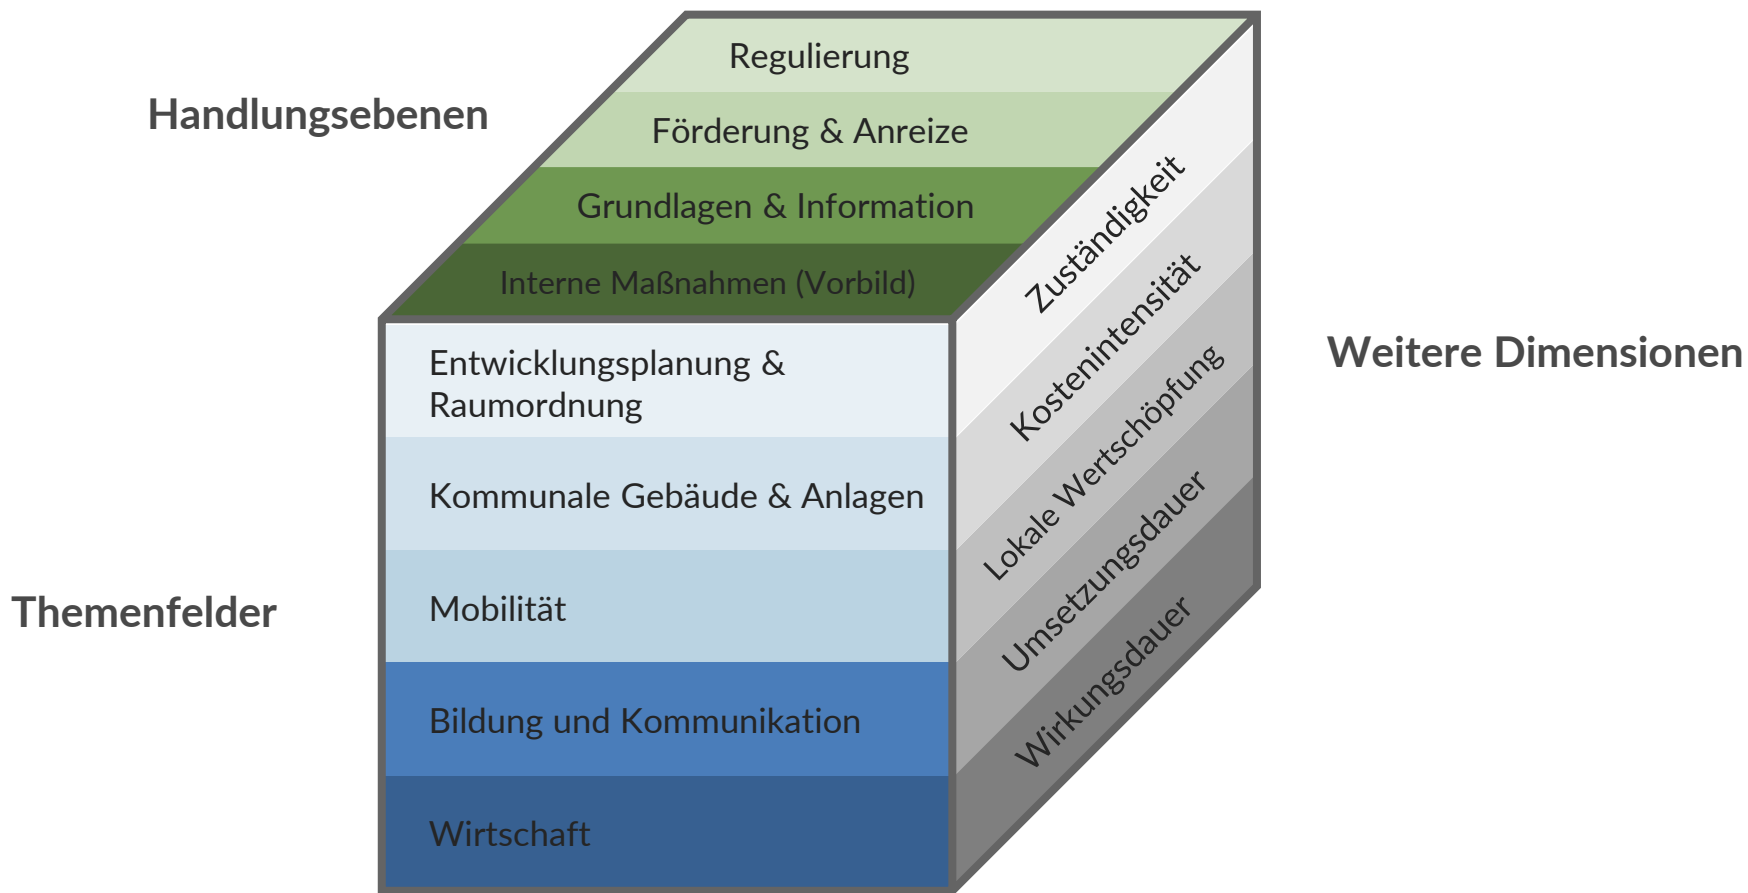 Handlungsebenen
Regulierung
Förderung & Anreize
Grundlagen & Information
Interne Maßnahmen (Vorbild)
Themenfelder
Entwicklungsplanung &
Raumordnung
Kommunale Gebäude & Anlagen
Mobilität
Bildung und Kommunikation
Wirtschaft
Weitere Dimensionen
Zuständigkeit
Kostenintensität
Lokale Wertschöpfung
Umsetzungsdauer
Wirkungsdauer